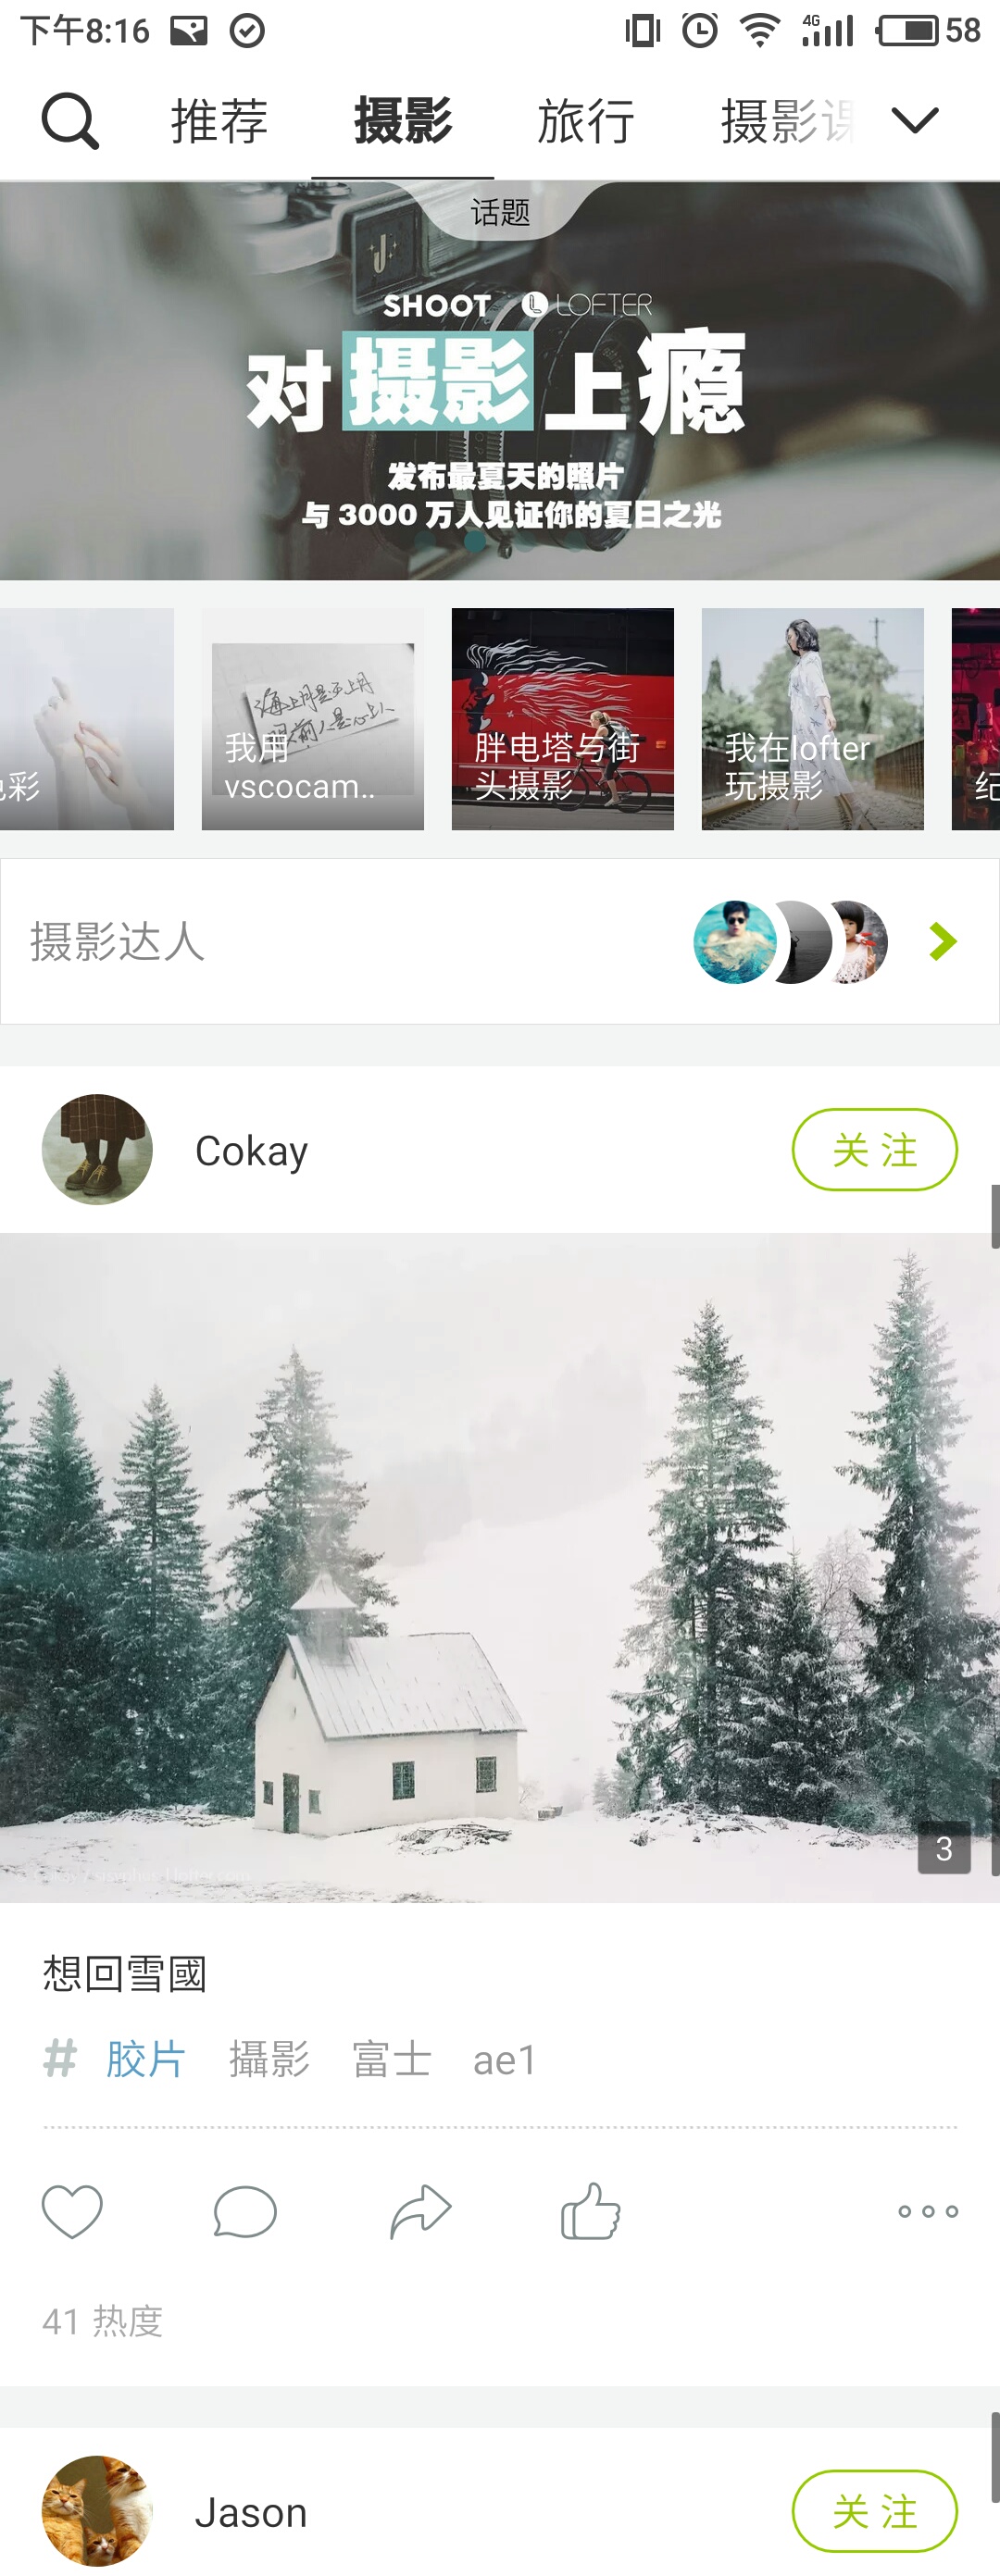 下午8:16
4G
58
推荐
摄影
旅行
摄影课
话题
J
SHOOT
LOFTER
对摄影上瘾
发布最夏天的照片
与 3000 万人见证你的夏日之光
色彩
我用
vscocam..
胖电塔与街
头摄影
我在lofter
玩摄影
纪
摄影达人
Cokay
关注
3
想回雪國
# 胶片 攝影 富士 ae1
41 热度
Jason
关注